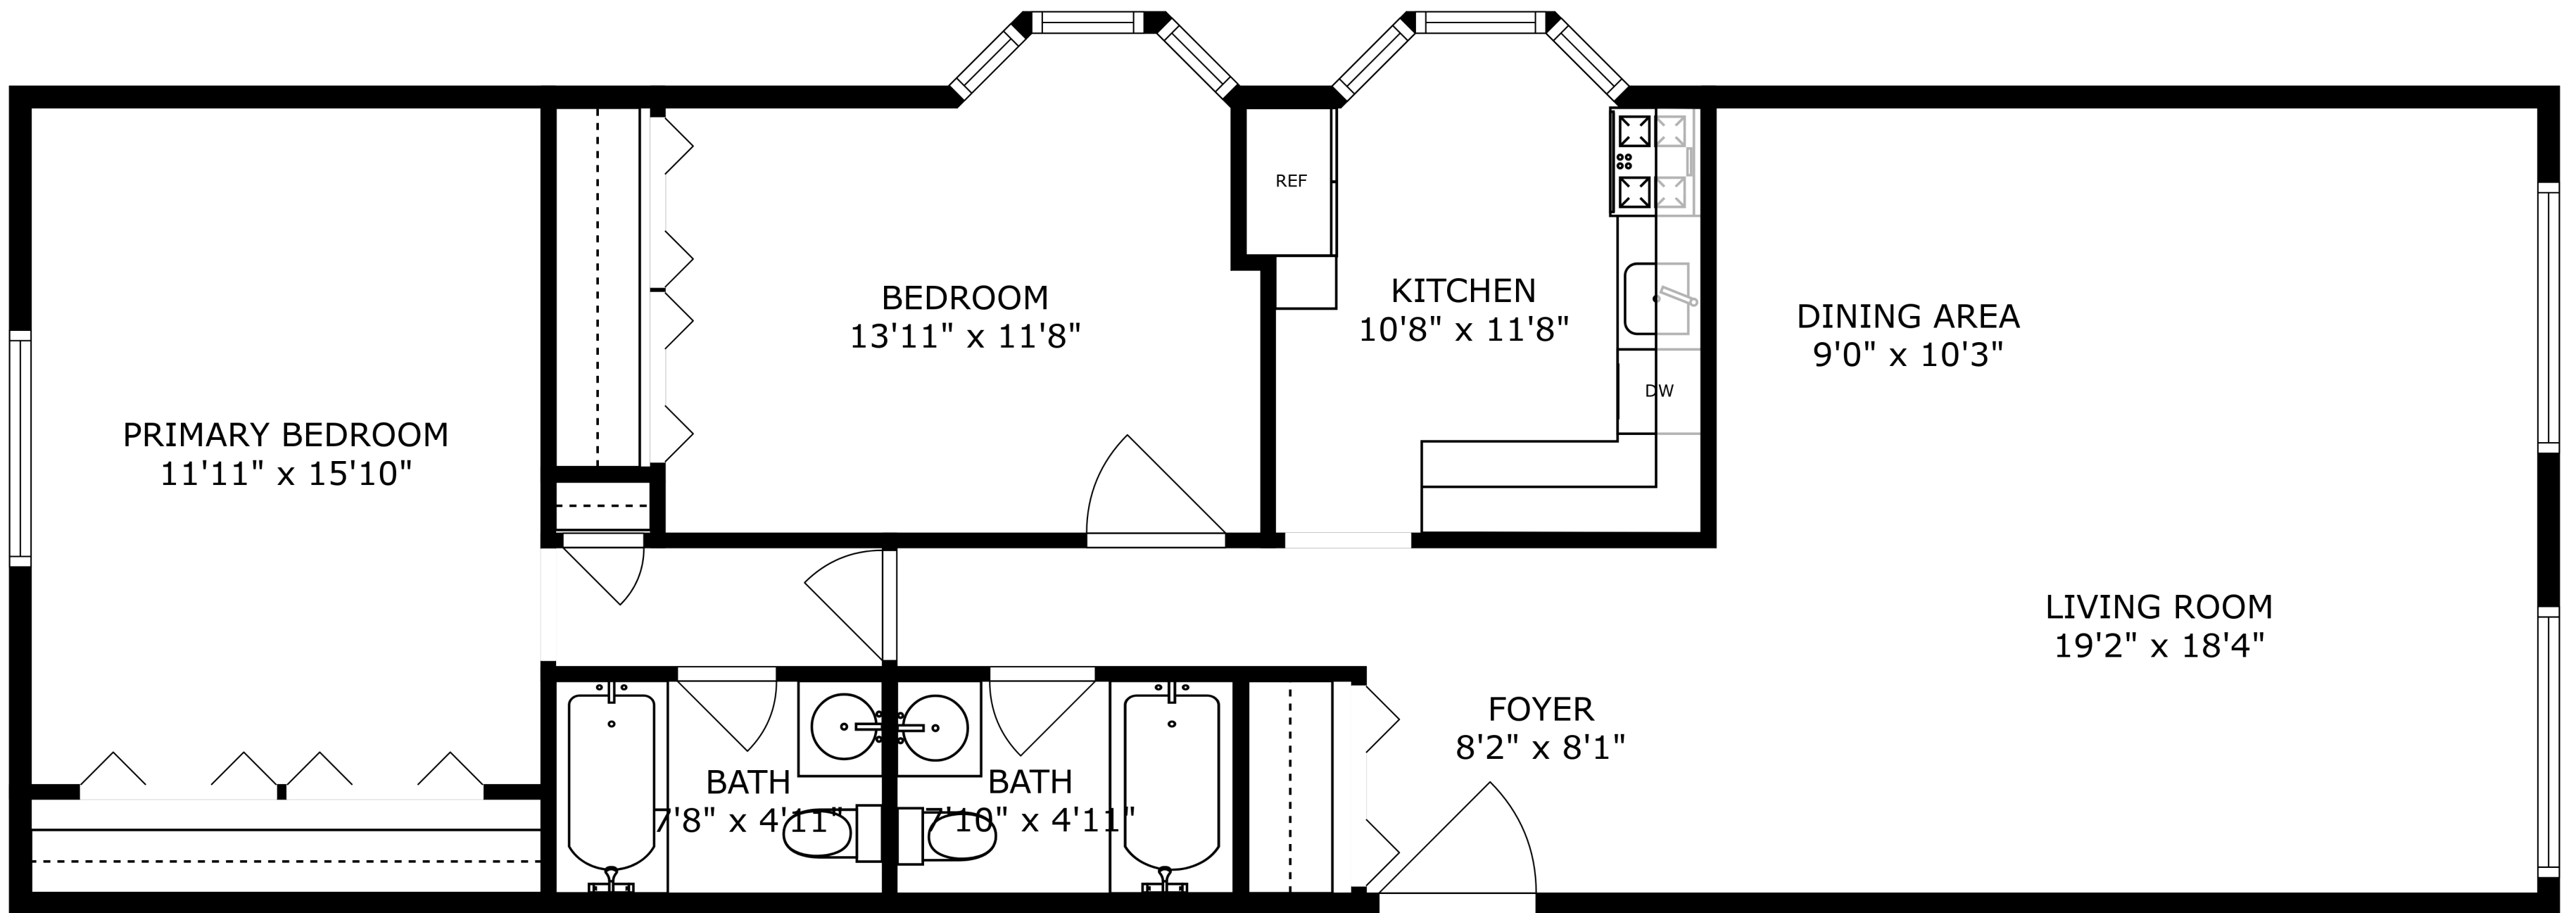 REF
BEDROOM
13'11" x 11'8"
KITCHEN
10'8" x 11'8"
DINING AREA
9'0" x 10'3"
DW
PRIMARY BEDROOM
11'11" x 15'10"
LIVING ROOM
19'2" x 18'4"
FOYER
8'2" x 8'1"
BATH
7'8" x 4'11"
BATH
7'10" x 4'11"